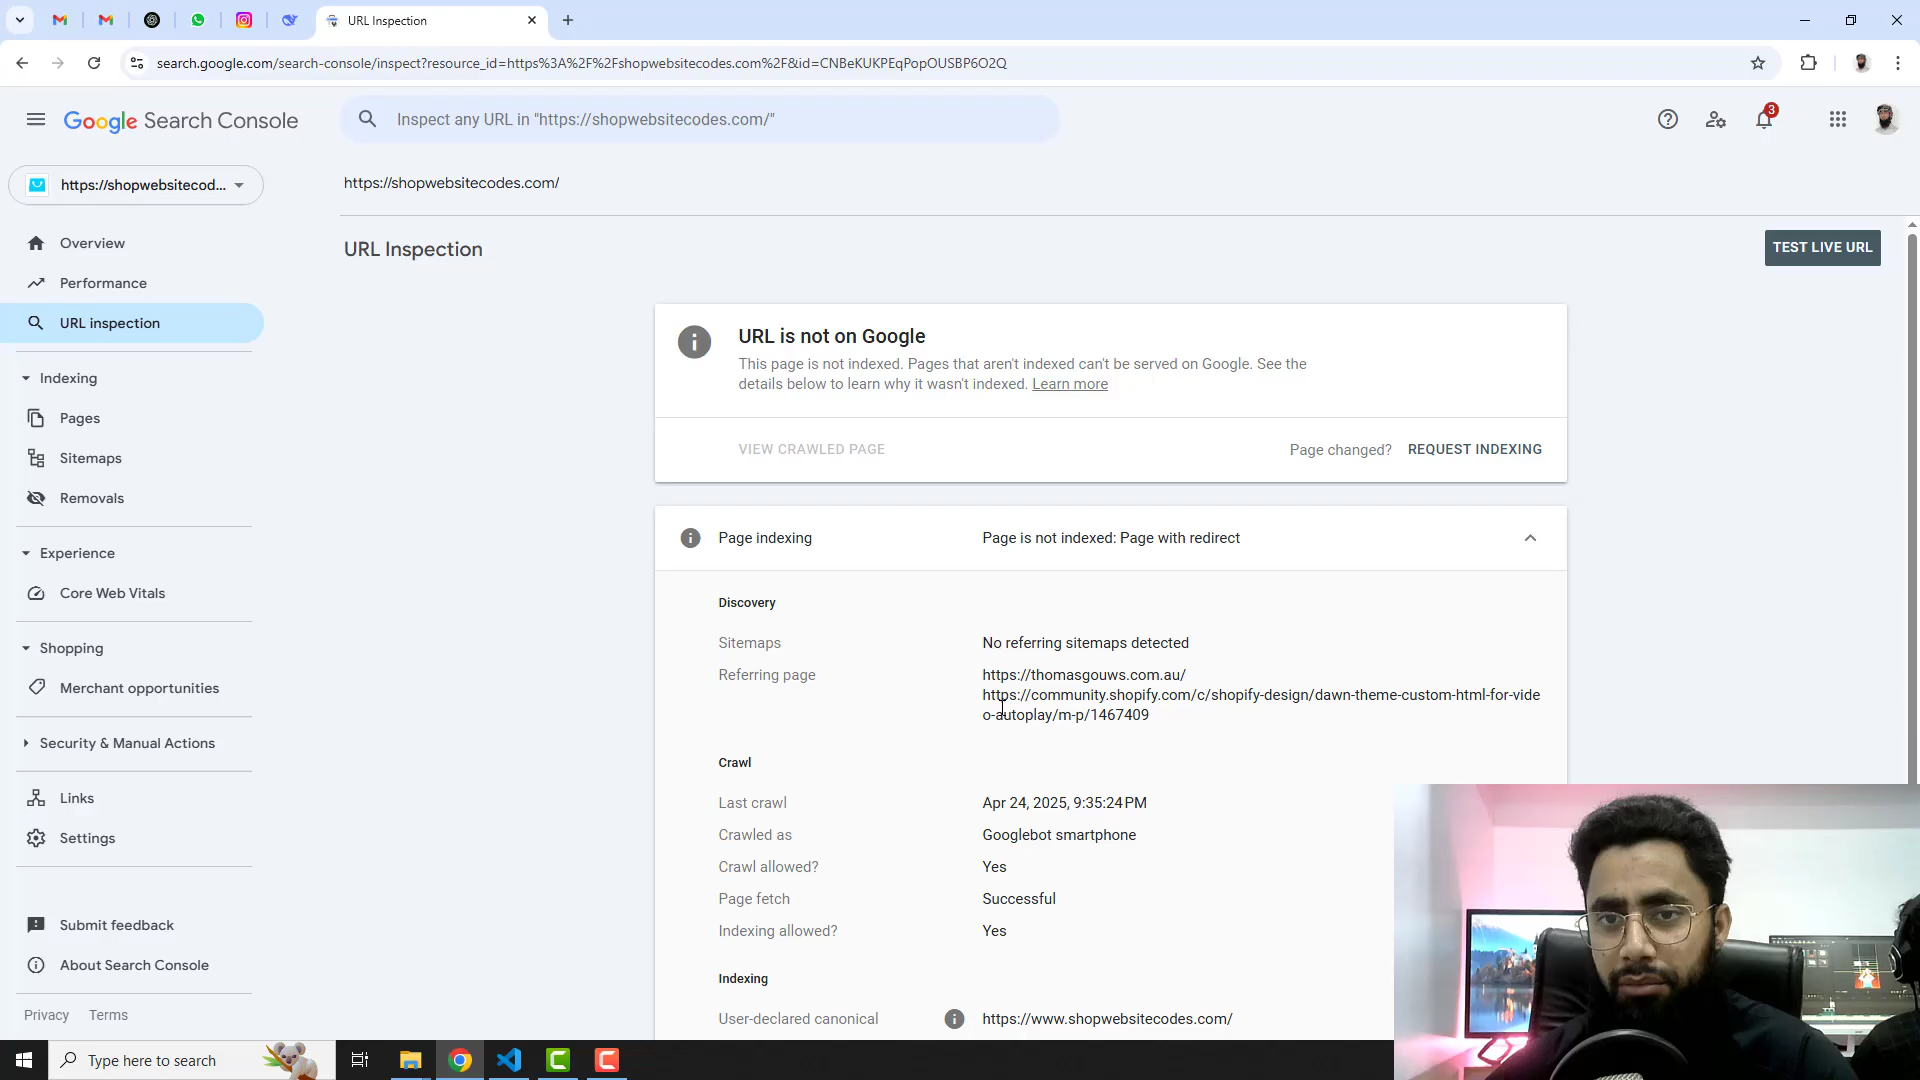 URL Inspection
search.google.com/search-console/inspect?resource_id=https%3A%2F%2Fshopwebsitecodes.com%2F&id=CNBeKUKPEqPopOUSBP6O2Q
Google Search Console
Inspect any URL in "https://shopwebsitecodes.com/"
3
https://shopwebsitecod...
https://shopwebsitecodes.com/
Overview
Performance
URL inspection
Indexing
Pages
Sitemaps
Removals
Experience
Core Web Vitals
Shopping
Merchant opportunities
Security & Manual Actions
Links
Settings
Submit feedback
About Search Console
Privacy Terms
URL Inspection
TEST LIVE URL
URL is not on Google
This page is not indexed. Pages that aren't indexed can't be served on Google. See the
details below to learn why it wasn't indexed. Learn more
VIEW CRAWLED PAGE
Page changed? REQUEST INDEXING
Page indexing Page is not indexed: Page with redirect
Discovery
Sitemaps No referring sitemaps detected
Referring page https://thomasgouws.com.au/
https://community.shopify.com/c/shopify-design/dawn-theme-custom-html-for-vide
o-autoplay/m-p/1467409
Crawl
Last crawl Apr 24, 2025, 9:35:24 PM
Crawled as Googlebot smartphone
Crawl allowed? Yes
Page fetch Successful
Indexing allowed? Yes
Indexing
User-declared canonical https://www.shopwebsitecodes.com/
Type here to search